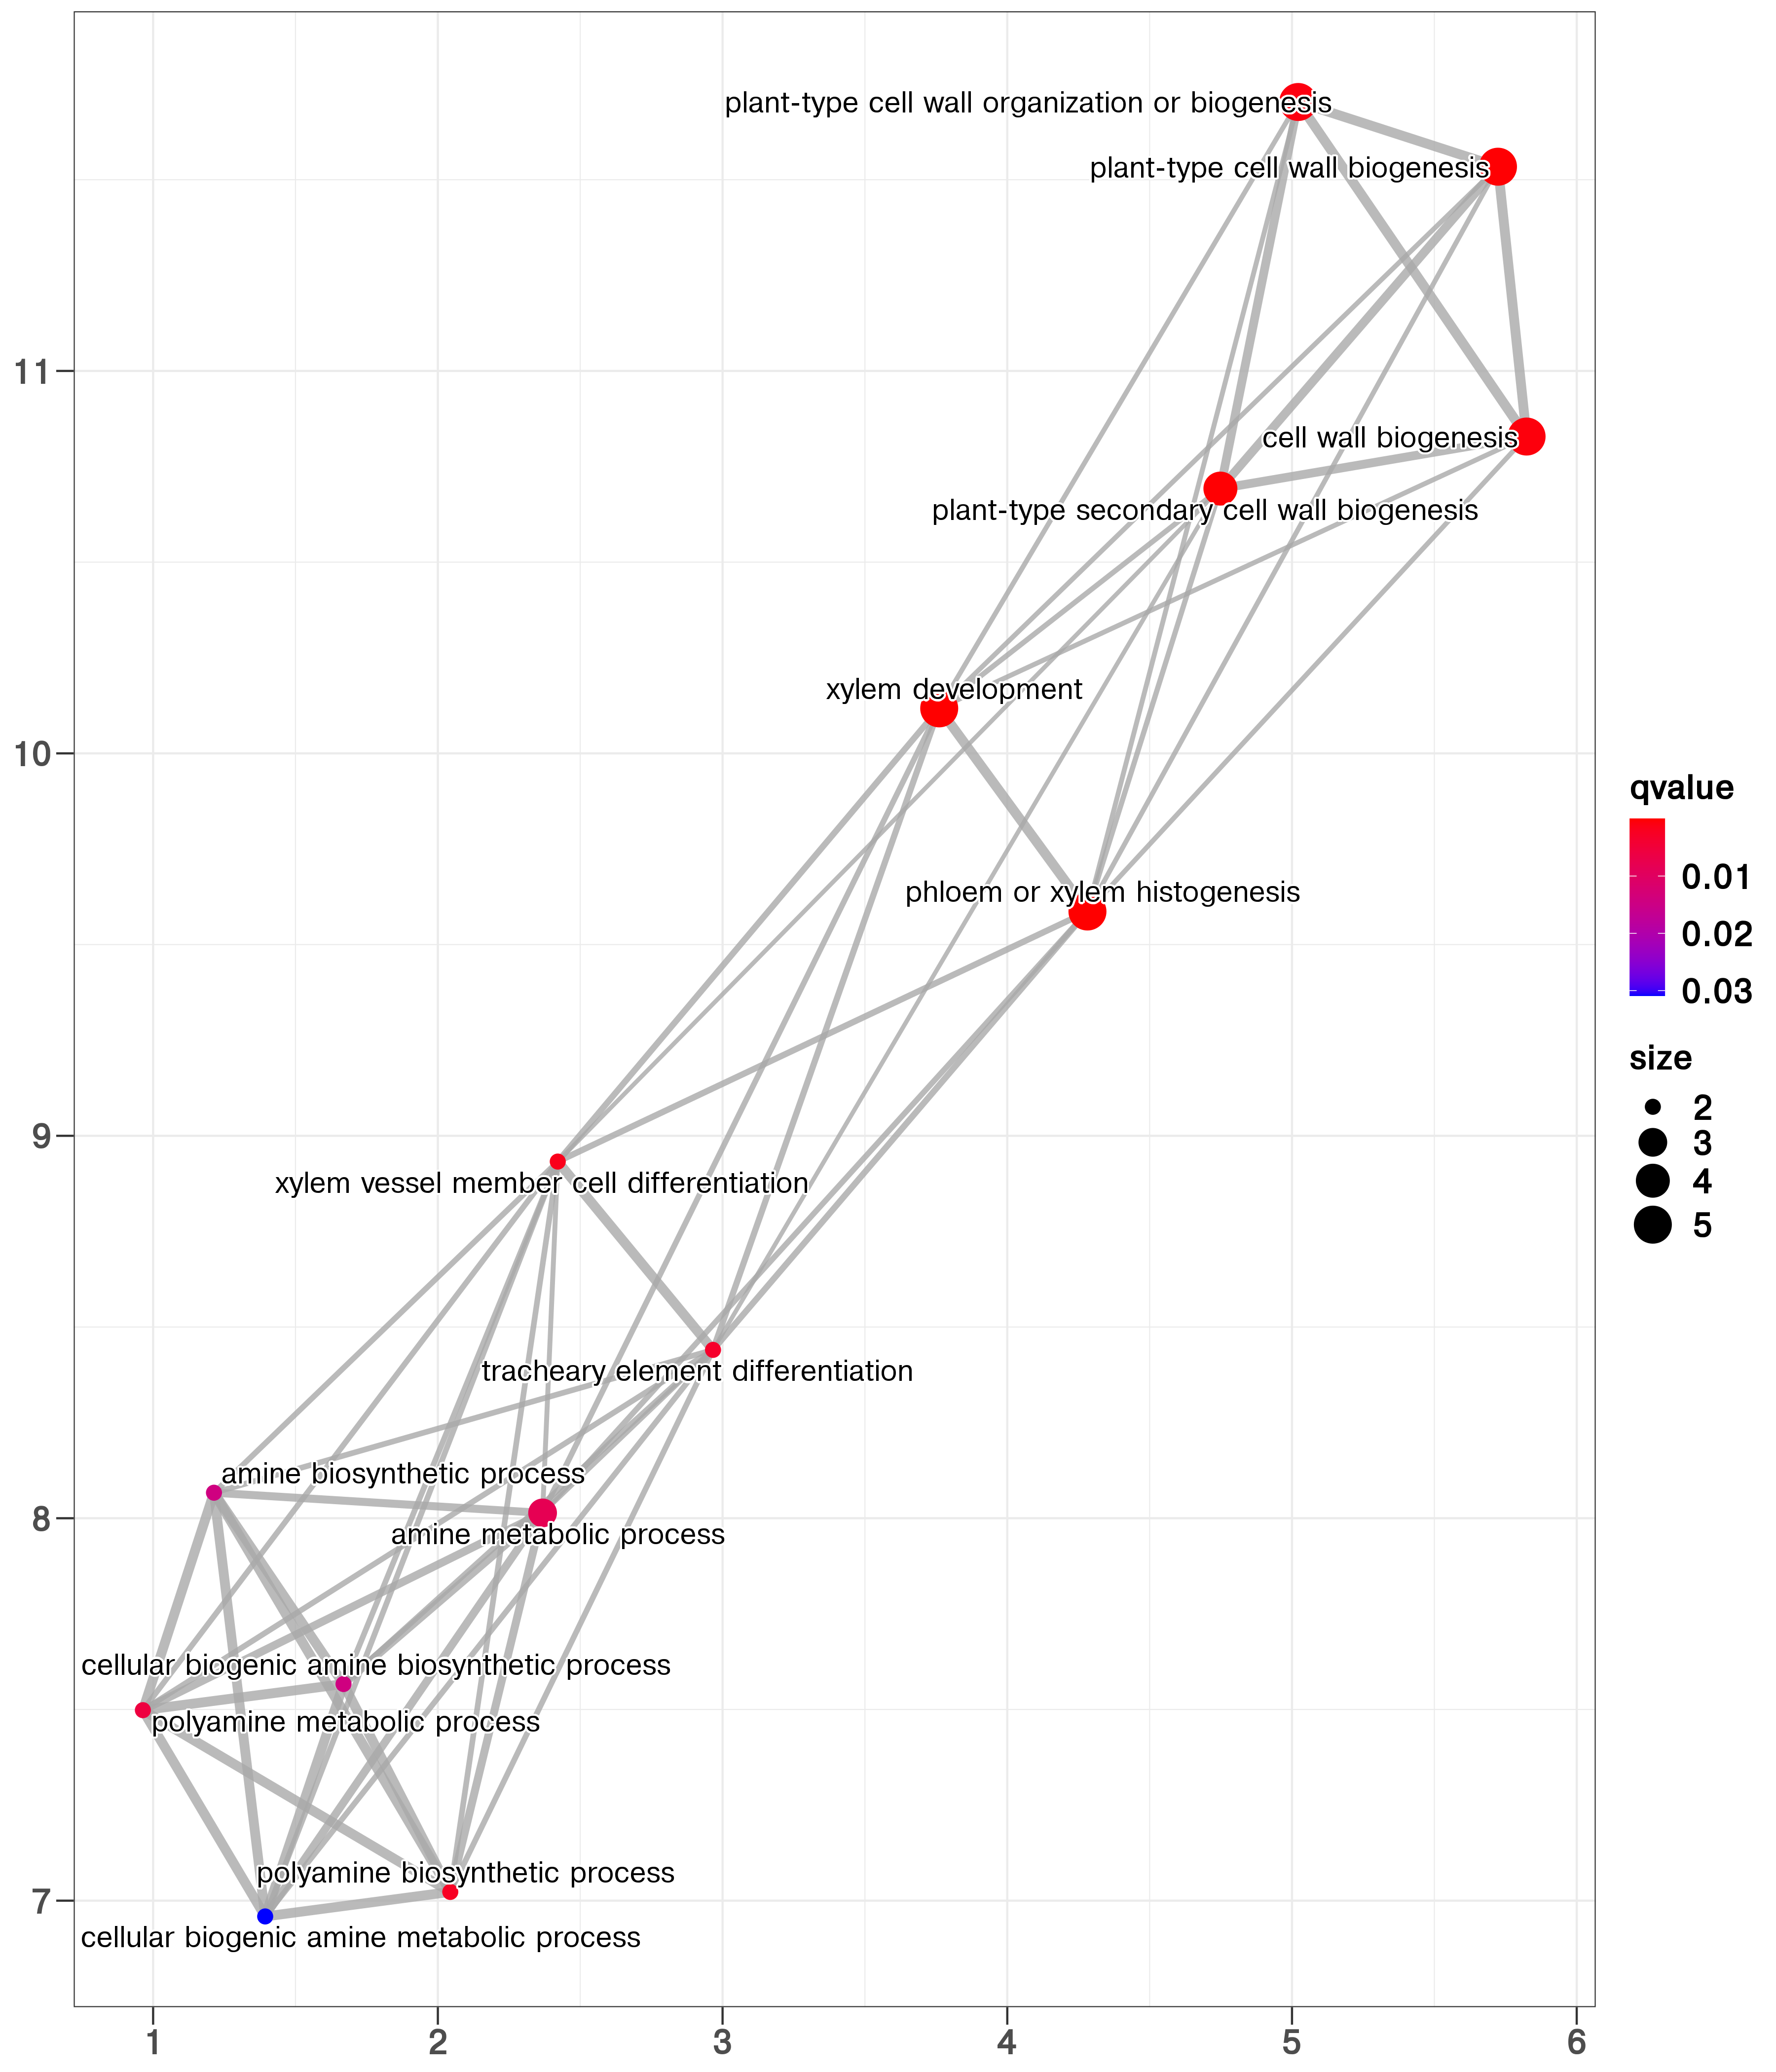 plant-type cell wall organization or biogenesis
plant-type cell wall biogenesis
11
cell wall biogenesis
plant-type secondary cell wall biogenesis
xylem development
10
qvalue
0.01
phloem or xylem histogenesis
0.02
0.03
size
2
9
3
xylem vessel member cell differentiation
4
5
tracheary element differentiation
amine biosynthetic process
8
amine metabolic process
cellular biogenic amine biosynthetic process
polyamine metabolic process
polyamine biosynthetic process
7
cellular biogenic amine metabolic process
1 2 3 4 5 6